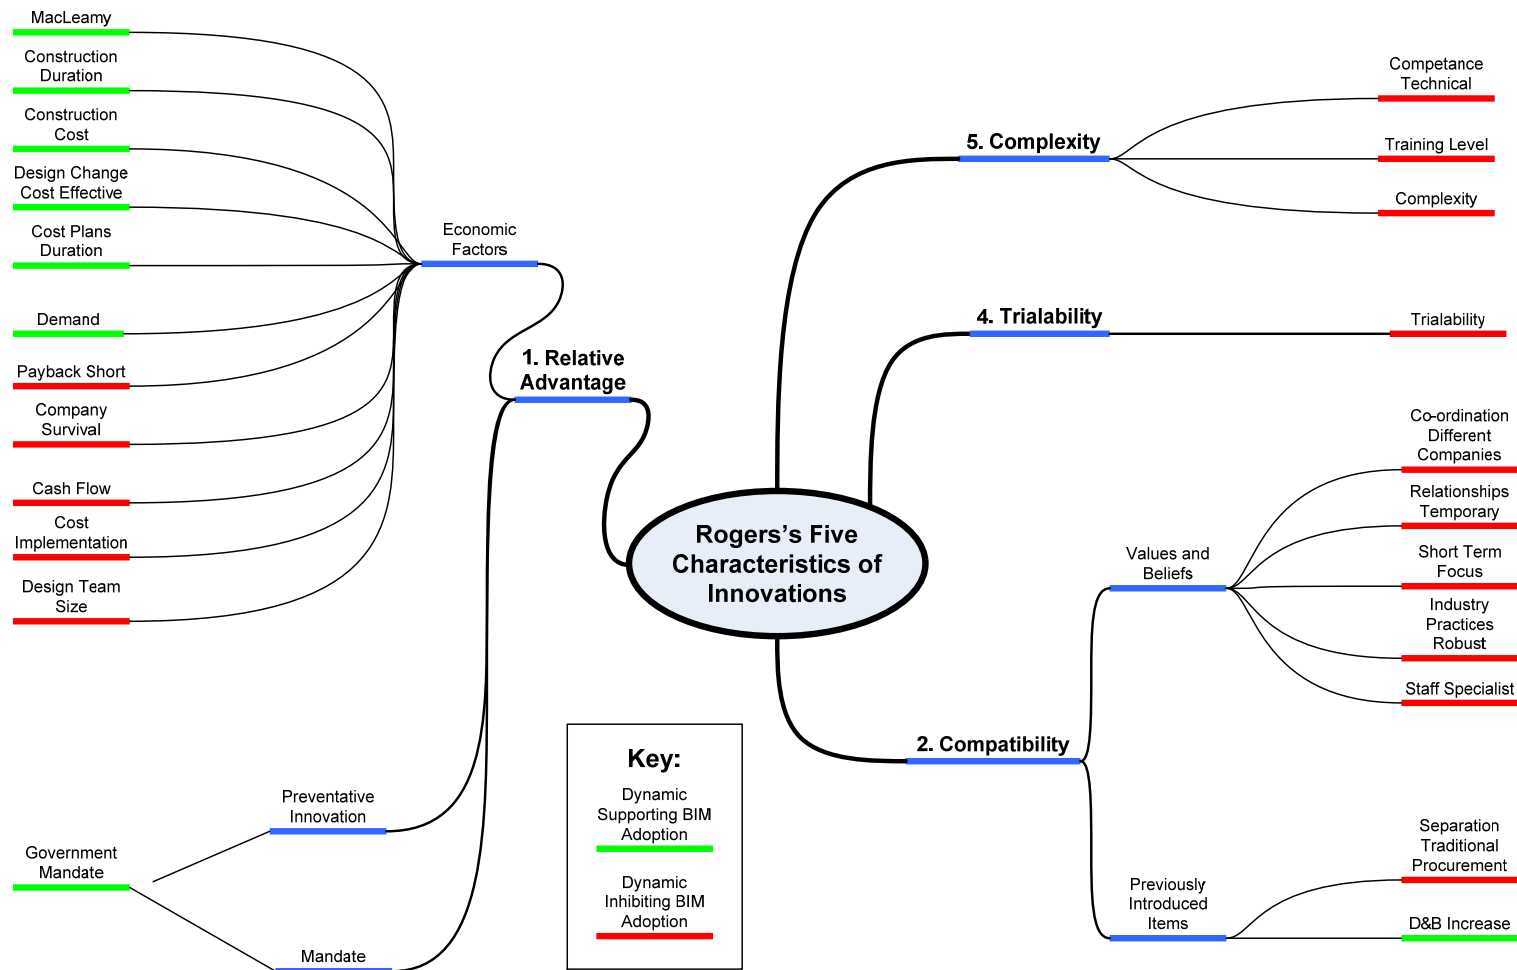 MacLeamy
Construction
Duration
Construction
Cost
Design Change
Cost Effective
Cost Plans
Duration
Demand
Payback Short
Company
Survival
Cash Flow
Cost
Implementation
Design Team
Size
Economic
Factors
1. Relative
Advantage
Preventative
Innovation
Government
Mandate
Mandate
Rogers's Five
Characteristics of
Innovations
Key:
Dynamic
Supporting BIM
Adoption
Dynamic
Inhibiting BIM
Adoption
5. Complexity
Competance
Technical
Training Level
Complexity
4. Trialability
Trialability
2. Compatibility
Values and
Beliefs
Co-ordination
Different
Companies
Relationships
Temporary
Short Term
Focus
Industry
Practices
Robust
Staff Specialist
Previously
Introduced
Items
Separation
Traditional
Procurement
D&B Increase